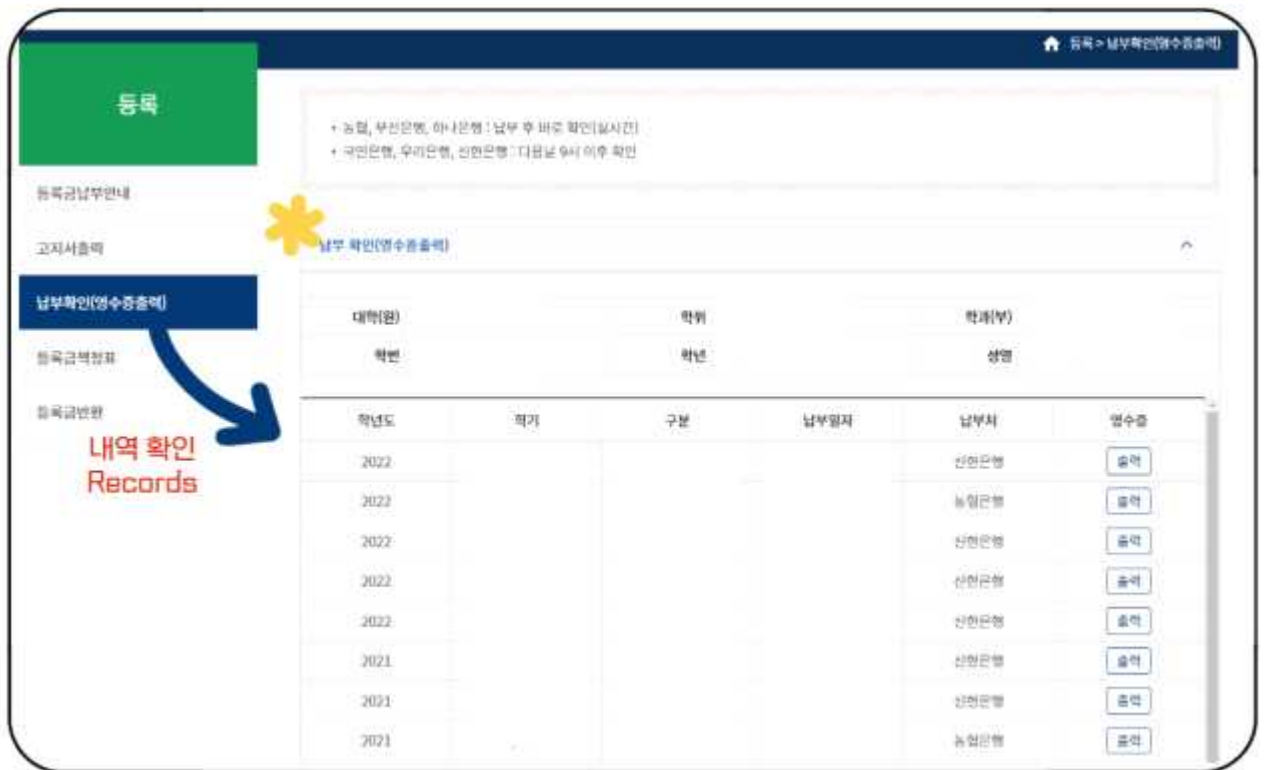 등록 > 납부확인(영수증출력)
등록
• 농협, 부산은행, 하나은행 : 납부 후 바로 확인(실시간)
• 국민은행, 우리은행, 신한은행 : 다음날 9시 이후 확인
등록금납부안내
고지서출력
납부확인(영수증출력)
등록금책정표
등록금반환
내역 확인
Records
납부 확인(영수증출력)
대학(원) 학위 학과(부)
학번 학년 성명
학년도 학기 구분 납부일자 납부처 영수증
2022 신한은행 출력
2022 농협은행 출력
2022 신한은행 출력
2022 신한은행 출력
2022 신한은행 출력
2021 신한은행 출력
2021 신한은행 출력
2021 농협은행 출력